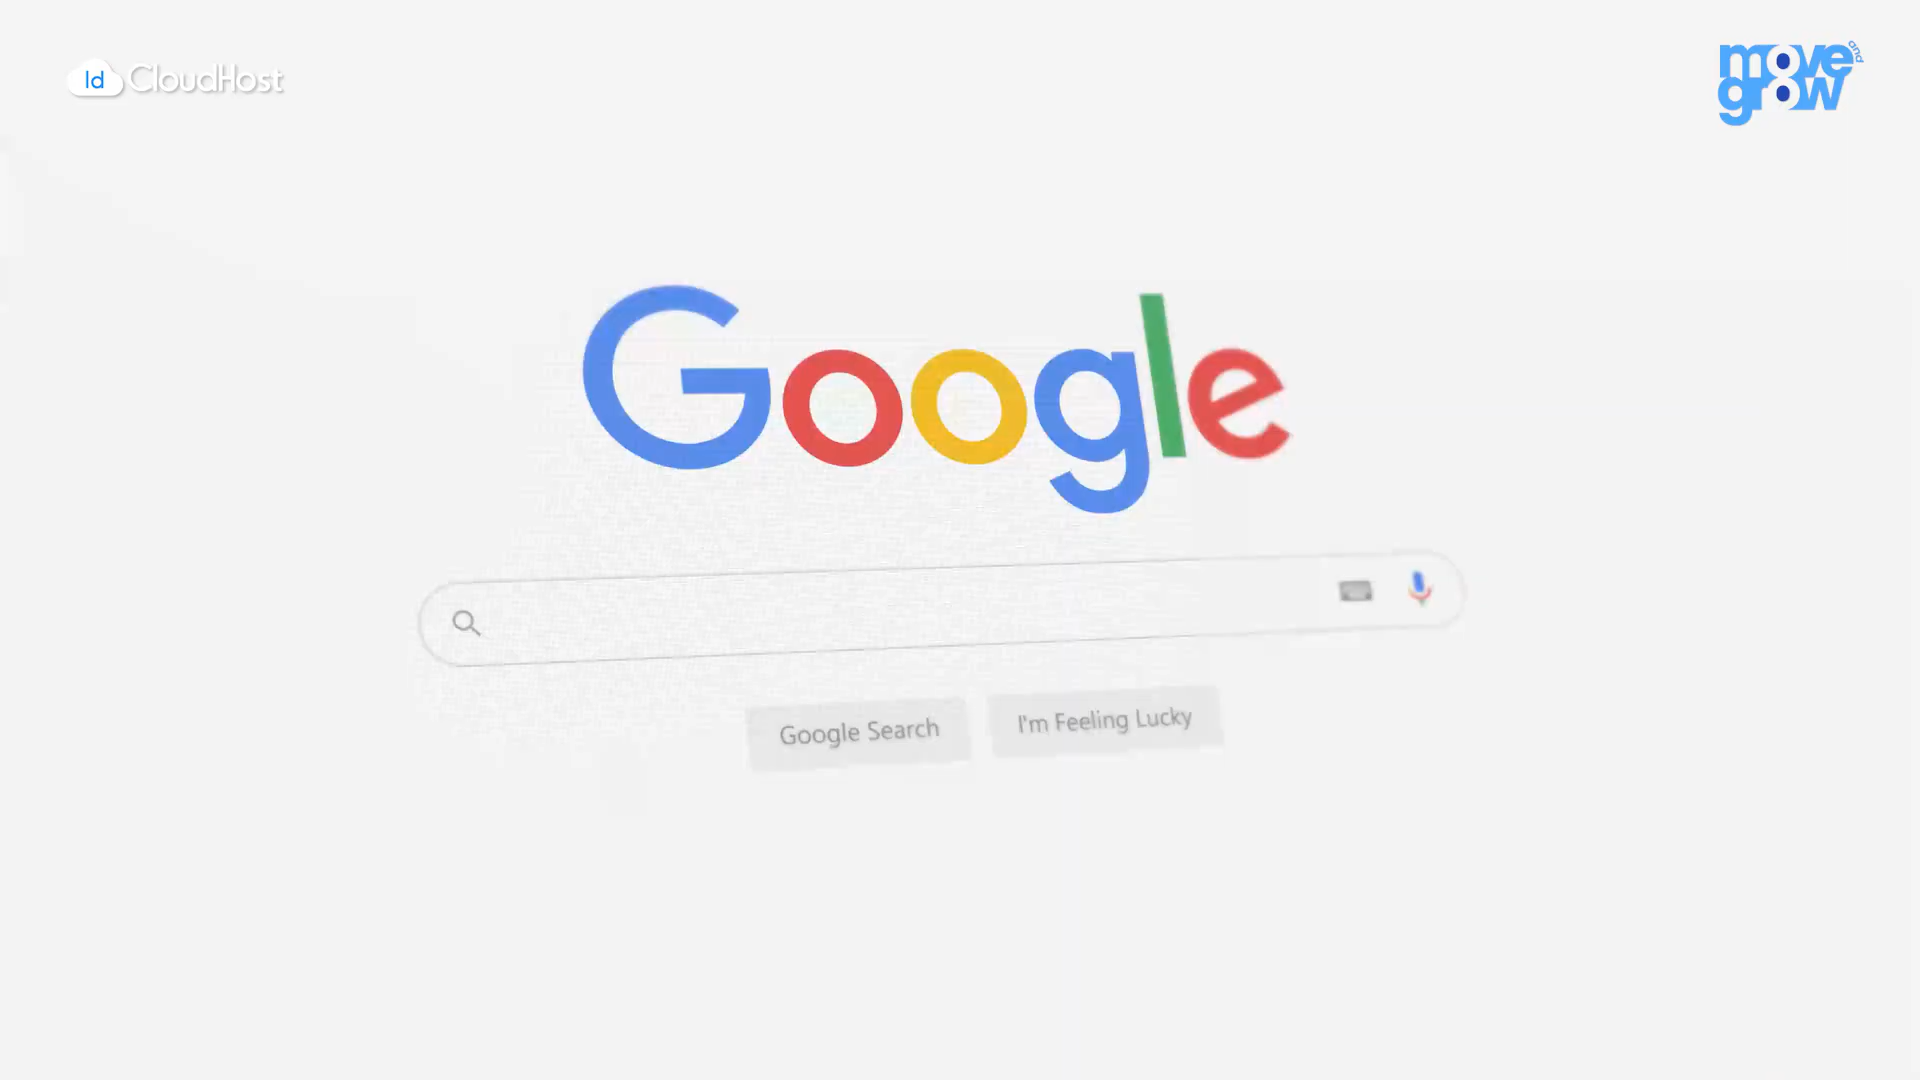 Id CloudHost
move and
grow
Google
Google Search
I'm Feeling Lucky